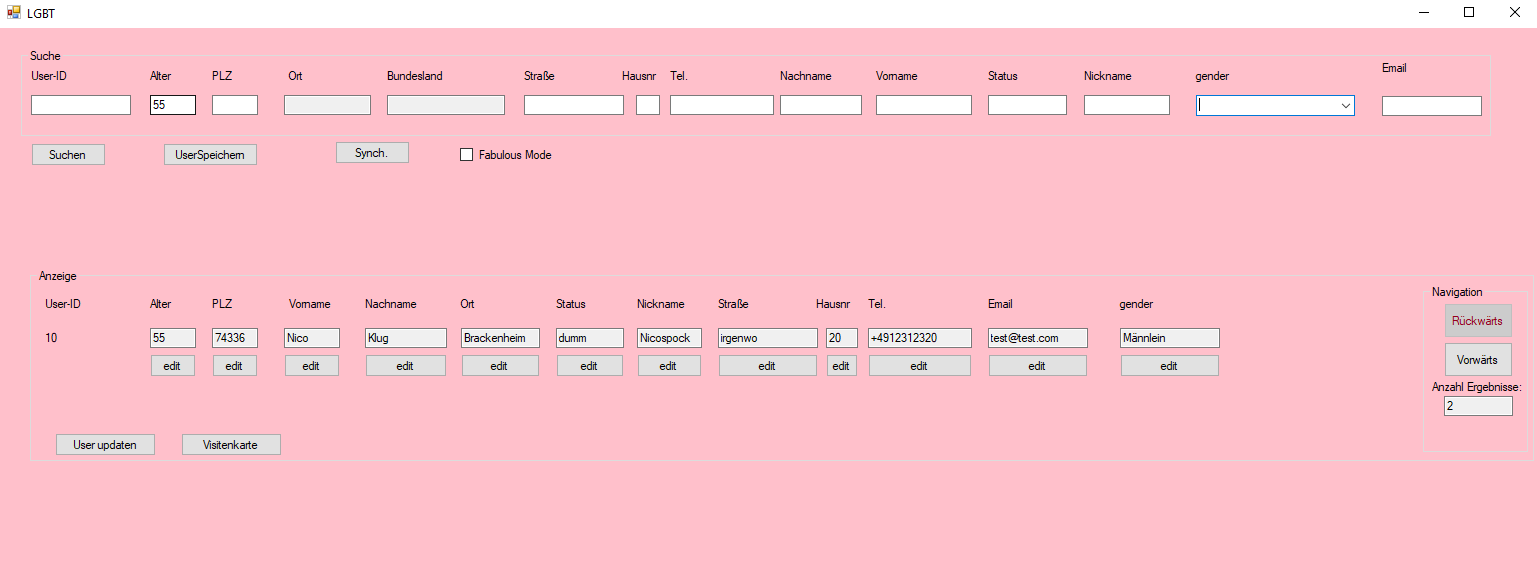 LGBT
Suche
User-ID Alter PLZ Ort Bundesland Straße Hausnr Tel. Nachname Vorname Status Nickname gender Email
55
Suchen UserSpeichern Synch. Fabulous Mode
Anzeige
User-ID Alter PLZ Vorname Nachname Ort Status Nickname Straße Hausnr Tel. Email gender
10 55 74336 Nico Klug Brackenheim dumm Nicospock irgenwo 20 +4912312320 test@test.com Männlein
edit edit edit edit edit edit edit edit edit edit edit edit
Navigation
Rückwärts
Vorwärts
Anzahl Ergebnisse:
2
User updaten Visitenkarte